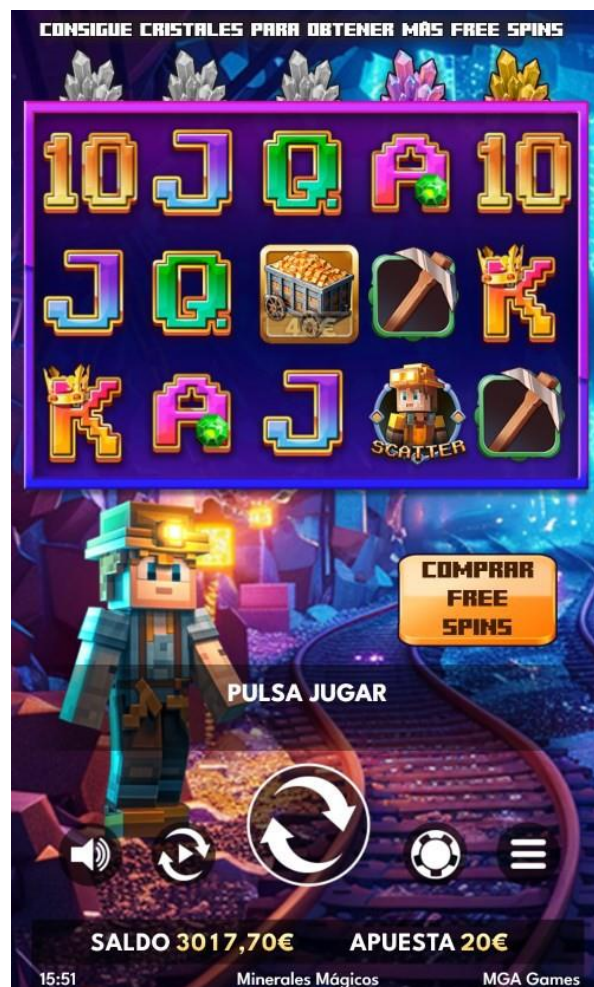 CONSIGUE CRISTALES PARA OBTENER MÁS FREE SPINS
10 J Q A 10
J Q 40€ K
K A J SCATTER
COMPRAR
FREE
SPINS
PULSA JUGAR
SALDO 3017,70€ APUESTA 20€
15:51 Minerales Mágicos MGA Games